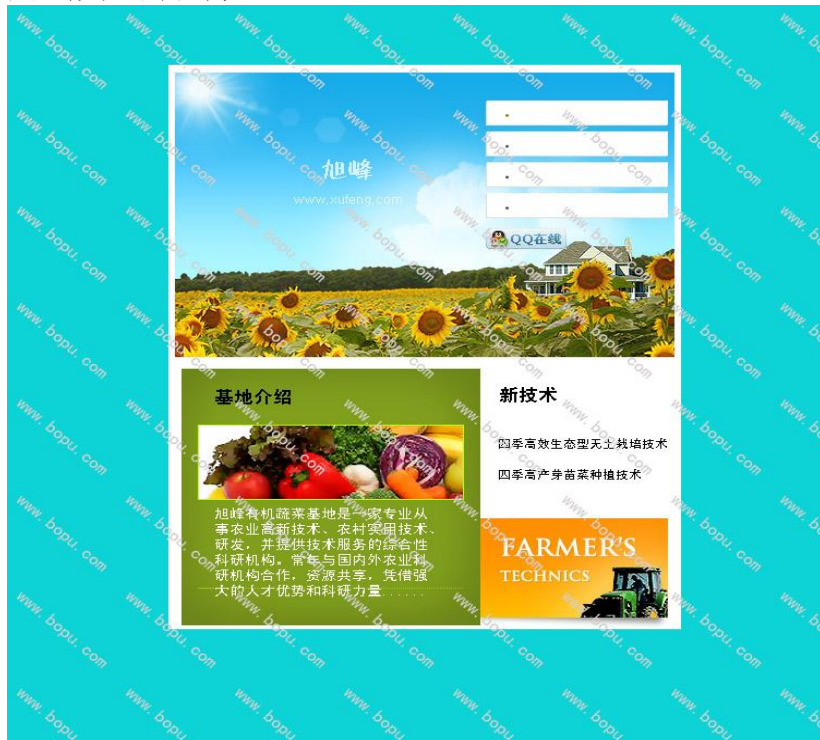 旭峰
www.xufeng.com
QQ在线
基地介绍
旭峰有机蔬菜基地是一家专业从
事农业高新技术、农村实用技术、
研发，并提供技术服务的综合性
科研机构。常年与国内外农业科
研机构合作，资源共享，凭借强
大的人才优势和科研力量......
新技术
四季高效生态型无土栽培技术
四季高产芽苗菜种植技术
FARMER'S
TECHNICS
www.bopu.com